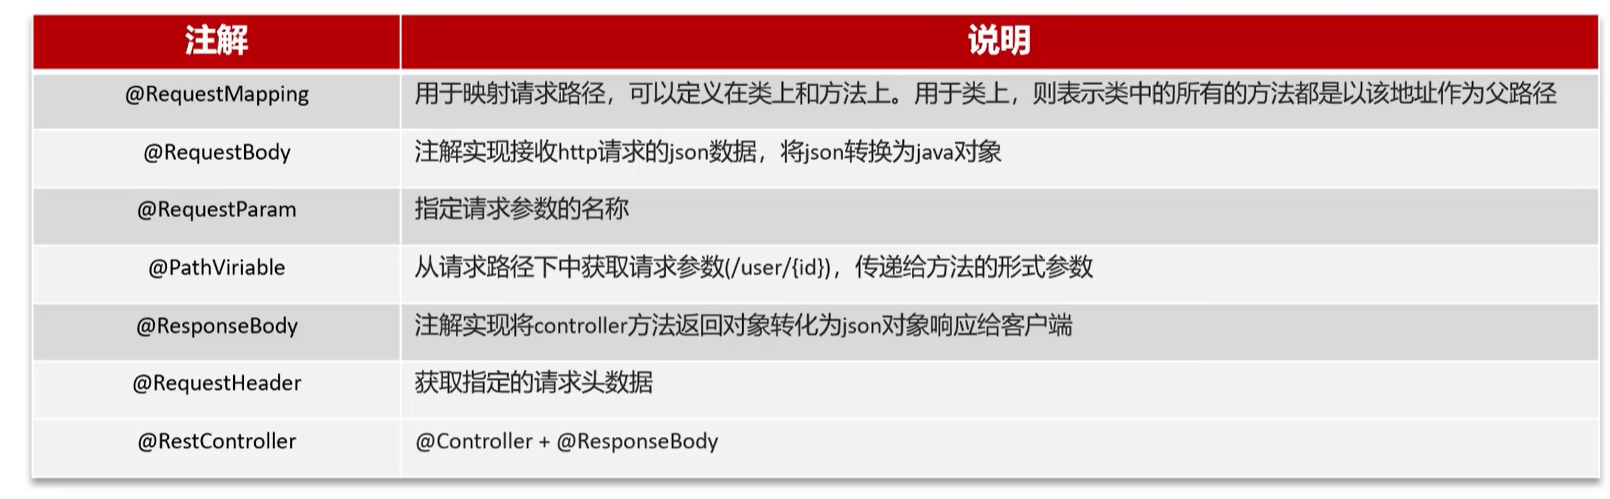 注解 说明
@RequestMapping 用于映射请求路径，可以定义在类上和方法上。用于类上，则表示类中的所有的方法都是以该地址作为父路径
@RequestBody 注解实现接收http请求的json数据，将json转换为java对象
@RequestParam 指定请求参数的名称
@PathViriable 从请求路径下中获取请求参数(/user/{id})，传递给方法的形式参数
@ResponseBody 注解实现将controller方法返回对象转化为json对象响应给客户端
@RequestHeader 获取指定的请求头数据
@RestController @Controller + @ResponseBody